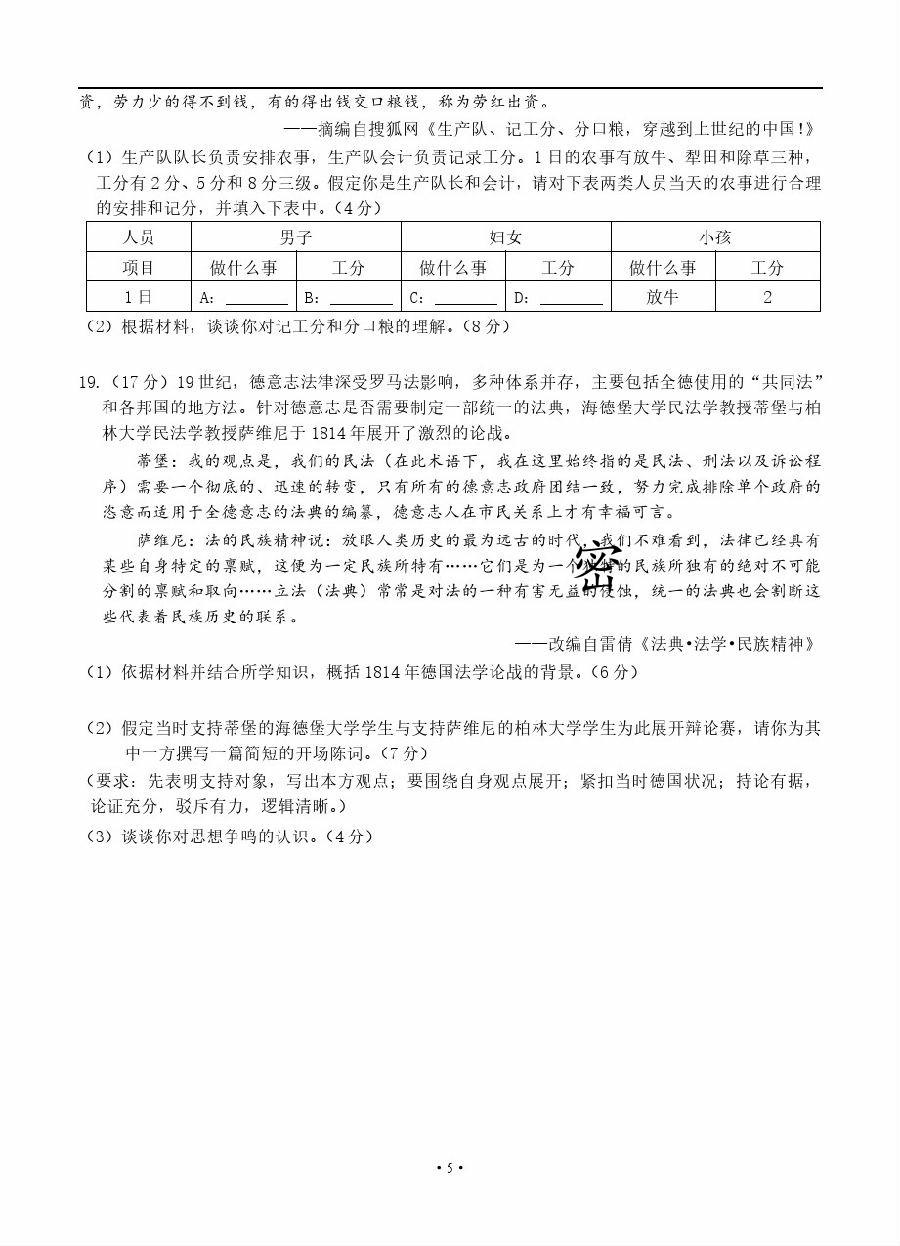 资，劳力少的得不到钱，有的得出钱交口粮钱，称为劳红出资。
——摘编自搜狐网《生产队、记工分、分口粮，穿越到上世纪的中国！》
（1）生产队队长负责安排农事，生产队会计负责记录工分。1日的农事有放牛、犁田和除草三种，
工分有2分、5分和8分三级。假定你是生产队长和会计，请对下表两类人员当天的农事进行合理
的安排和记分，并填入下表中。（4分）
人员 男子 妇女 小孩
项目 做什么事 工分 做什么事 工分 做什么事 工分
1日 A：______ B：______ C：______ D：______ 放牛 2
（2）根据材料，谈谈你对记工分和分口粮的理解。（8分）
19.（17分）19世纪，德意志法律深受罗马法影响，多种体系并存，主要包括全德使用的“共同法”
和各邦国的地方法。针对德意志是否需要制定一部统一的法典，海德堡大学民法学教授蒂堡与柏
林大学民法学教授萨维尼于1814年展开了激烈的论战。
蒂堡：我的观点是，我们的民法（在此术语下，我在这里始终指的是民法、刑法以及诉讼程
序）需要一个彻底的、迅速的转变，只有所有的德意志政府团结一致，努力完成排除单个政府的
恣意而适用于全德意志的法典的编纂，德意志人在市民关系上才有幸福可言。
萨维尼：法的民族精神说：放眼人类历史的最为远古的时代，我们不难看到，法律已经具有
某些自身特定的禀赋，这便为一定民族所特有……它们是为一个独特的民族所独有的绝对不可能
分割的禀赋和取向……立法（法典）常常是对法的一种有害无益的侵蚀，统一的法典也会割断这
些代表着民族历史的联系。
密
——改编自雷倩《法典•法学•民族精神》
（1）依据材料并结合所学知识，概括1814年德国法学论战的背景。（6分）
（2）假定当时支持蒂堡的海德堡大学学生与支持萨维尼的柏林大学学生为此展开辩论赛，请你为其
中一方撰写一篇简短的开场陈词。（7分）
（要求：先表明支持对象，写出本方观点；要围绕自身观点展开；紧扣当时德国状况；持论有据，
论证充分，驳斥有力，逻辑清晰。）
（3）谈谈你对思想争鸣的认识。（4分）
•5•